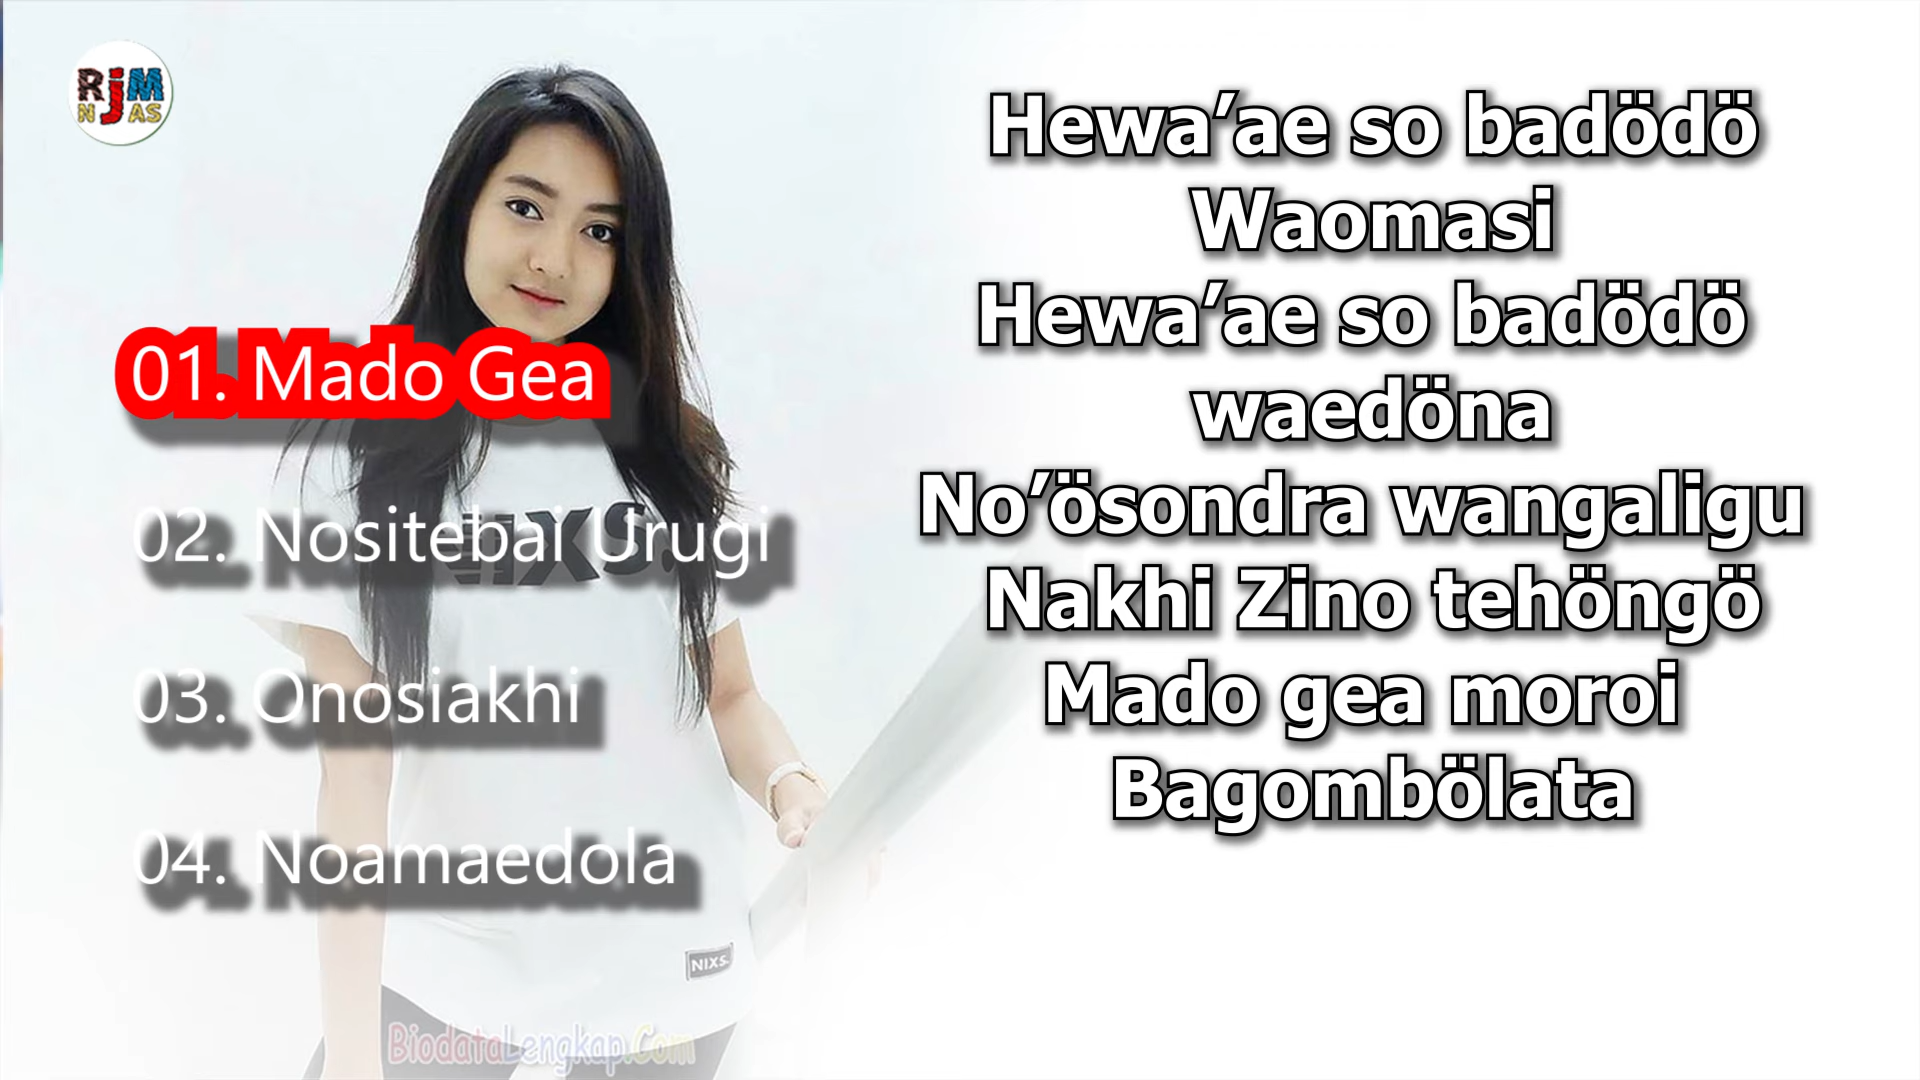 RJM
NJAS
01. Mado Gea
02. Nositebai Urugi
03. Onosiakhi
04. Noamaedola
NIXS.
NIXS.
BiodataLengkap.Com
Hewa’ae so badödö
Waomasi
Hewa’ae so badödö
waedöna
No’ösondra wangaligu
Nakhi Zino tehöngö
Mado gea moroi
Bagombölata